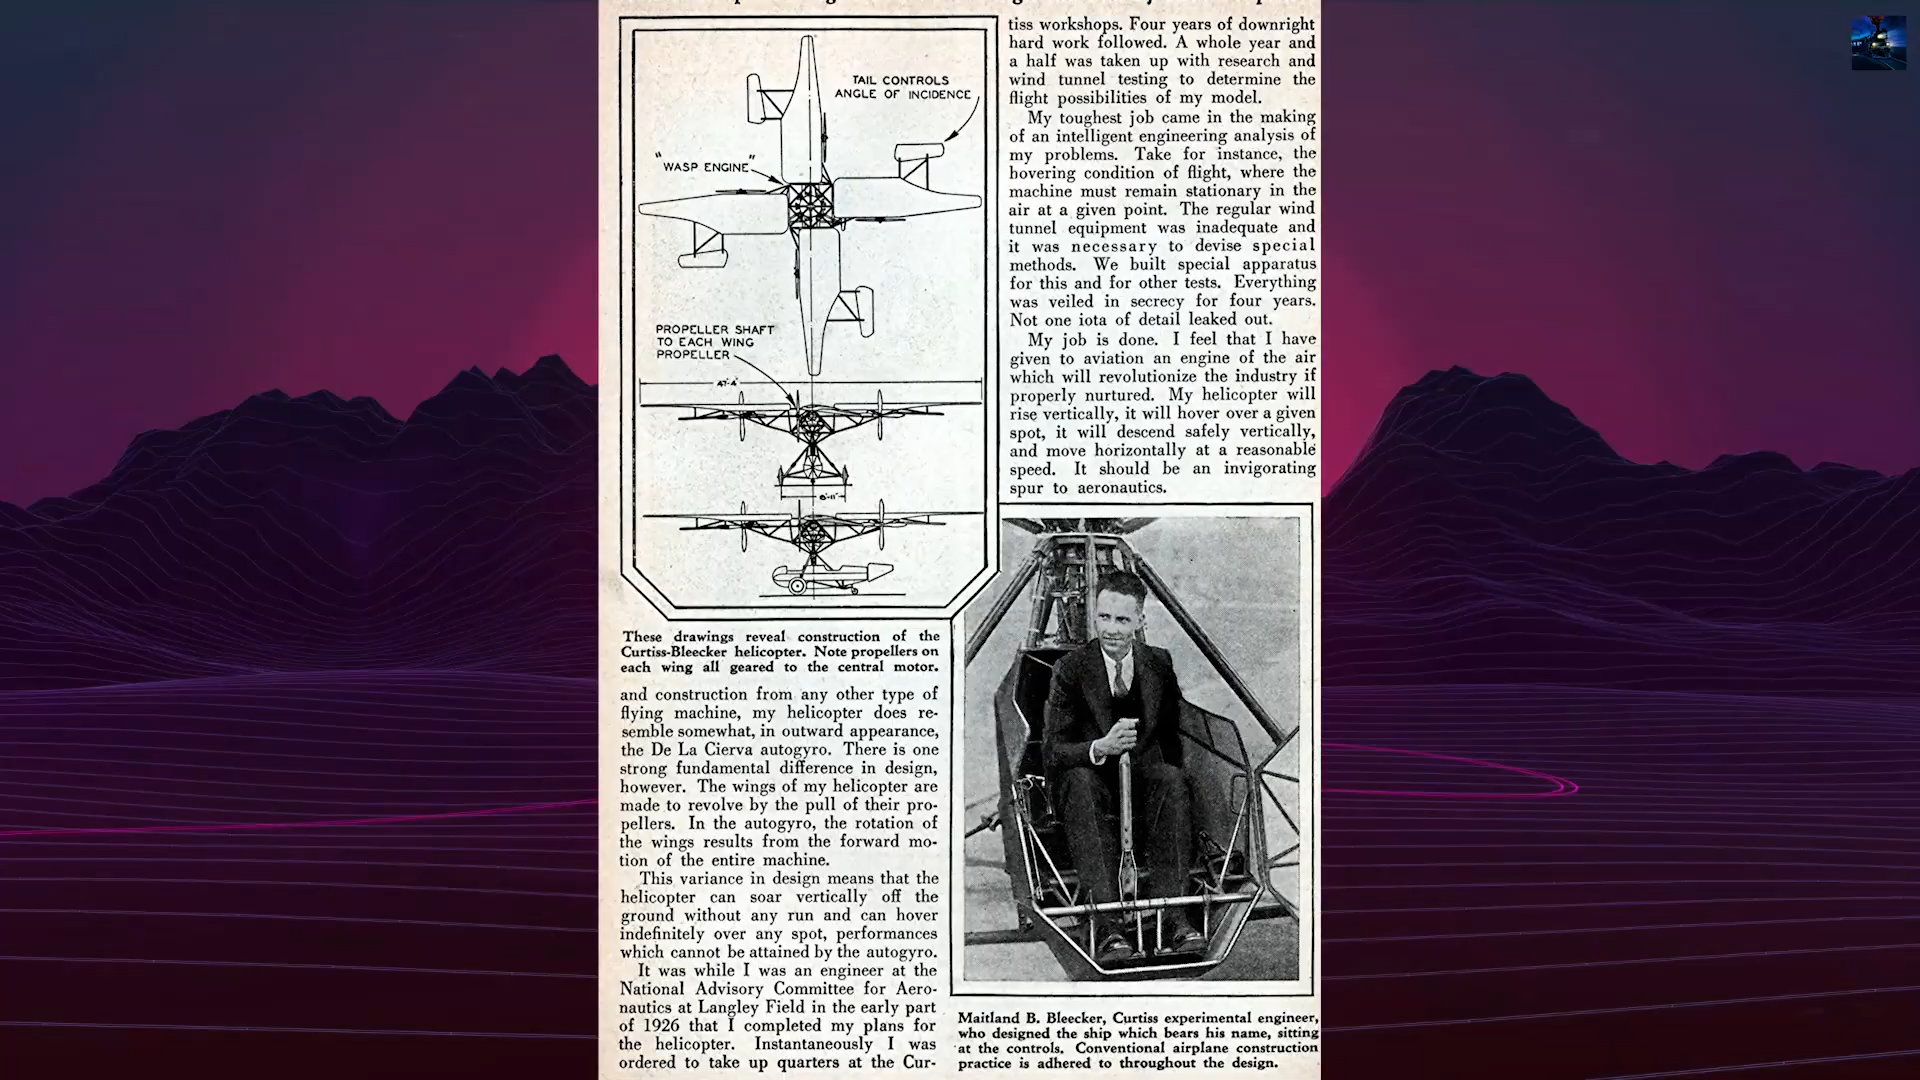 TAIL CONTROLS
ANGLE OF INCIDENCE
"WASP ENGINE"
PROPELLER SHAFT
TO EACH WING
PROPELLER
47'-4"
8'-11"
These drawings reveal construction of the
Curtiss-Bleecker helicopter. Note propellers on
each wing all geared to the central motor.
and construction from any other type of
flying machine, my helicopter does re-
semble somewhat, in outward appearance,
the De La Cierva autogyro. There is one
strong fundamental difference in design,
however. The wings of my helicopter are
made to revolve by the pull of their pro-
pellers. In the autogyro, the rotation of
the wings results from the forward mo-
tion of the entire machine.
This variance in design means that the
helicopter can soar vertically off the
ground without any run and can hover
indefinitely over any spot, performances
which cannot be attained by the autogyro.
It was while I was an engineer at the
National Advisory Committee for Aero-
nautics at Langley Field in the early part
of 1926 that I completed my plans for
the helicopter. Instantaneously I was
ordered to take up quarters at the Cur-
tiss workshops. Four years of downright
hard work followed. A whole year and
a half was taken up with research and
wind tunnel testing to determine the
flight possibilities of my model.
My toughest job came in the making
of an intelligent engineering analysis of
my problems. Take for instance, the
hovering condition of flight, where the
machine must remain stationary in the
air at a given point. The regular wind
tunnel equipment was inadequate and
it was necessary to devise special
methods. We built special apparatus
for this and for other tests. Everything
was veiled in secrecy for four years.
Not one iota of detail leaked out.
My job is done. I feel that I have
given to aviation an engine of the air
which will revolutionize the industry if
properly nurtured. My helicopter will
rise vertically, it will hover over a given
spot, it will descend safely vertically,
and move horizontally at a reasonable
speed. It should be an invigorating
spur to aeronautics.
Maitland B. Bleecker, Curtiss experimental engineer,
who designed the ship which bears his name, sitting
at the controls. Conventional airplane construction
practice is adhered to throughout the design.